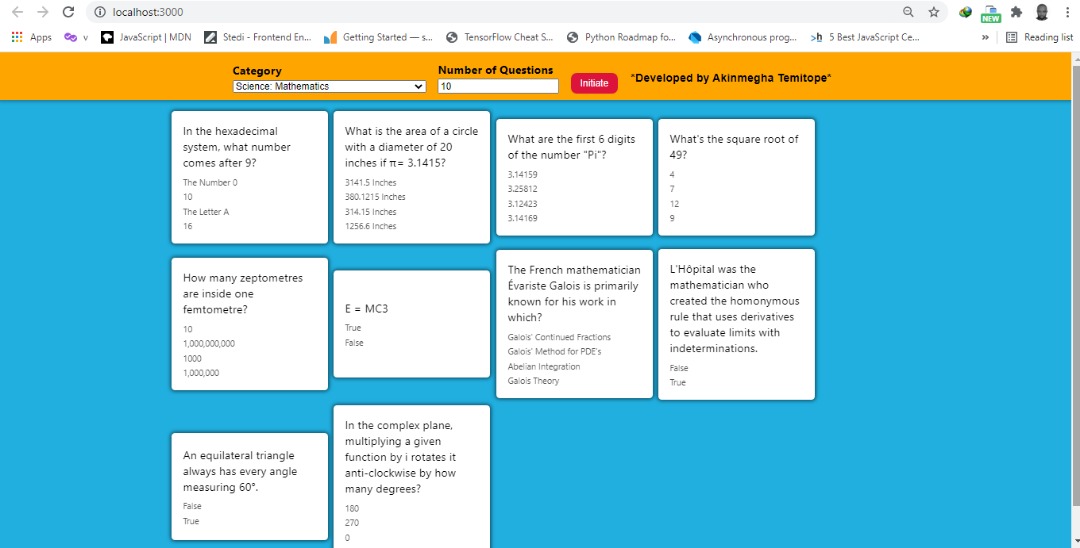 localhost:3000
NEW
Apps
v
JavaScript | MDN
Stedi - Frontend En...
Getting Started — s...
TensorFlow Cheat S...
Python Roadmap fo...
Asynchronous prog...
>h 5 Best JavaScript Ce...
»
Reading list
Category
Science: Mathematics
Number of Questions
10
Initiate
*Developed by Akinmegha Temitope*
In the hexadecimal
system, what number
comes after 9?
The Number 0
10
The Letter A
16
What is the area of a circle
with a diameter of 20
inches if π= 3.1415?
3141.5 Inches
380.1215 Inches
314.15 Inches
1256.6 Inches
What are the first 6 digits
of the number "Pi"?
3.14159
3.25812
3.12423
3.14169
What's the square root of
49?
4
7
12
9
How many zeptometres
are inside one
femtometre?
10
1,000,000,000
1000
1,000,000
E = MC3
True
False
The French mathematician
Évariste Galois is primarily
known for his work in
which?
Galois' Continued Fractions
Galois' Method for PDE's
Abelian Integration
Galois Theory
L'Hôpital was the
mathematician who
created the homonymous
rule that uses derivatives
to evaluate limits with
indeterminations.
False
True
An equilateral triangle
always has every angle
measuring 60°.
False
True
In the complex plane,
multiplying a given
function by i rotates it
anti-clockwise by how
many degrees?
180
270
0